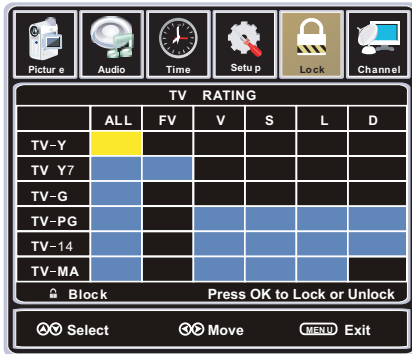 Pictur e Audio Time Setu p Lock Channel
TV RATING
ALL FV V S L D
TV-Y
TV Y7
TV-G
TV-PG
TV-14
TV-MA
Block Press OK to Lock or Unlock
Select Move MENU Exit